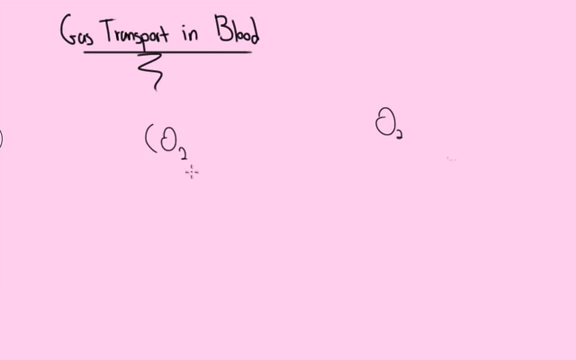 Gas Transport in Blood
CO₂ O₂